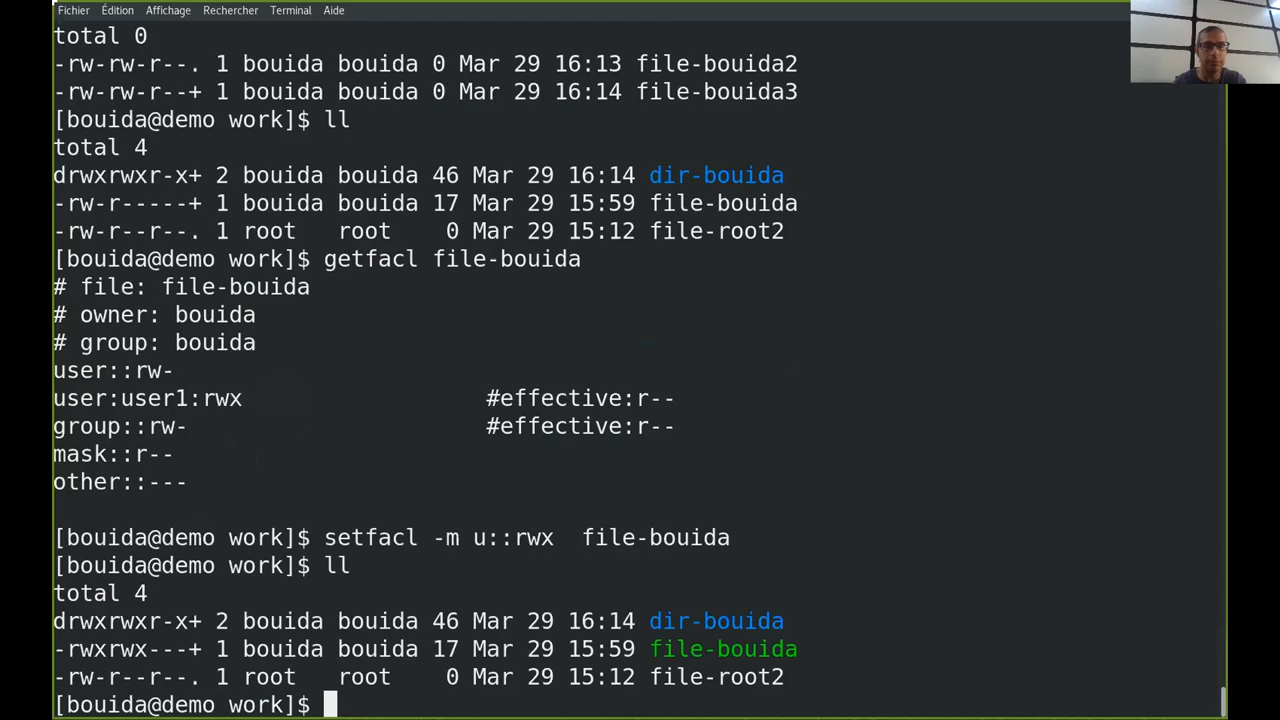 Fichier Édition Affichage Rechercher Terminal Aide
total 0
-rw-rw-r--. 1 bouida bouida 0 Mar 29 16:13 file-bouida2
-rw-rw-r--+ 1 bouida bouida 0 Mar 29 16:14 file-bouida3
[bouida@demo work]$ ll
total 4
drwxrwxr-x+ 2 bouida bouida 46 Mar 29 16:14 dir-bouida
-rw-r-----+ 1 bouida bouida 17 Mar 29 15:59 file-bouida
-rw-r--r--. 1 root   root    0 Mar 29 15:12 file-root2
[bouida@demo work]$ getfacl file-bouida
# file: file-bouida
# owner: bouida
# group: bouida
user::rw-
user:user1:rwx                  #effective:r--
group::rw-                      #effective:r--
mask::r--
other::---
[bouida@demo work]$ setfacl -m u::rwx  file-bouida
[bouida@demo work]$ ll
total 4
drwxrwxr-x+ 2 bouida bouida 46 Mar 29 16:14 dir-bouida
-rwxrwx---+ 1 bouida bouida 17 Mar 29 15:59 file-bouida
-rw-r--r--. 1 root   root    0 Mar 29 15:12 file-root2
[bouida@demo work]$